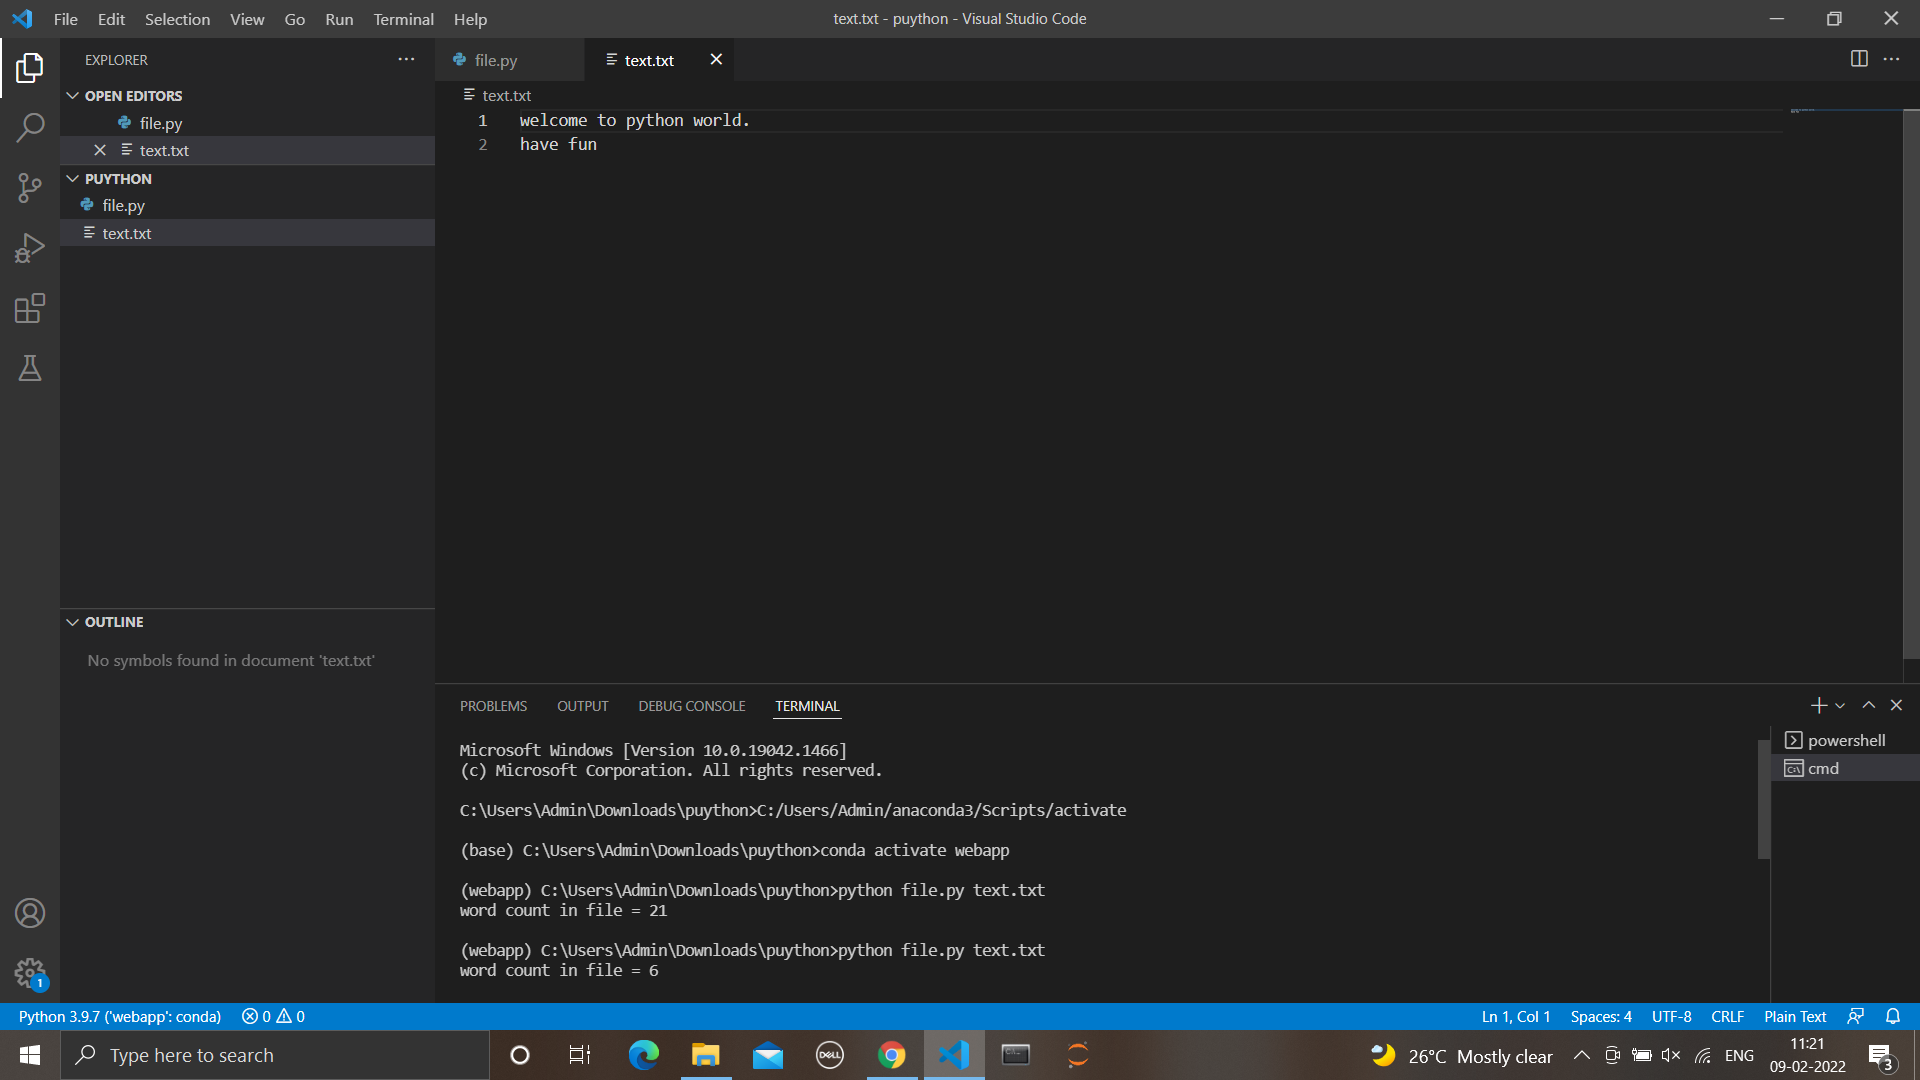 File Edit Selection View Go Run Terminal Help
text.txt - puython - Visual Studio Code
EXPLORER
OPEN EDITORS
file.py
text.txt
PUYTHON
file.py
text.txt
OUTLINE
No symbols found in document 'text.txt'
file.py
text.txt
text.txt
1 welcome to python world.
2 have fun
PROBLEMS OUTPUT DEBUG CONSOLE TERMINAL
Microsoft Windows [Version 10.0.19042.1466]
(c) Microsoft Corporation. All rights reserved.
C:\Users\Admin\Downloads\puython>C:/Users/Admin/anaconda3/Scripts/activate
(base) C:\Users\Admin\Downloads\puython>conda activate webapp
(webapp) C:\Users\Admin\Downloads\puython>python file.py text.txt
word count in file = 21
(webapp) C:\Users\Admin\Downloads\puython>python file.py text.txt
word count in file = 6
powershell
cmd
1
Python 3.9.7 ('webapp': conda) 0 0
Ln 1, Col 1 Spaces: 4 UTF-8 CRLF Plain Text
Type here to search
DELL
26°C Mostly clear
ENG
11:21
09-02-2022
3